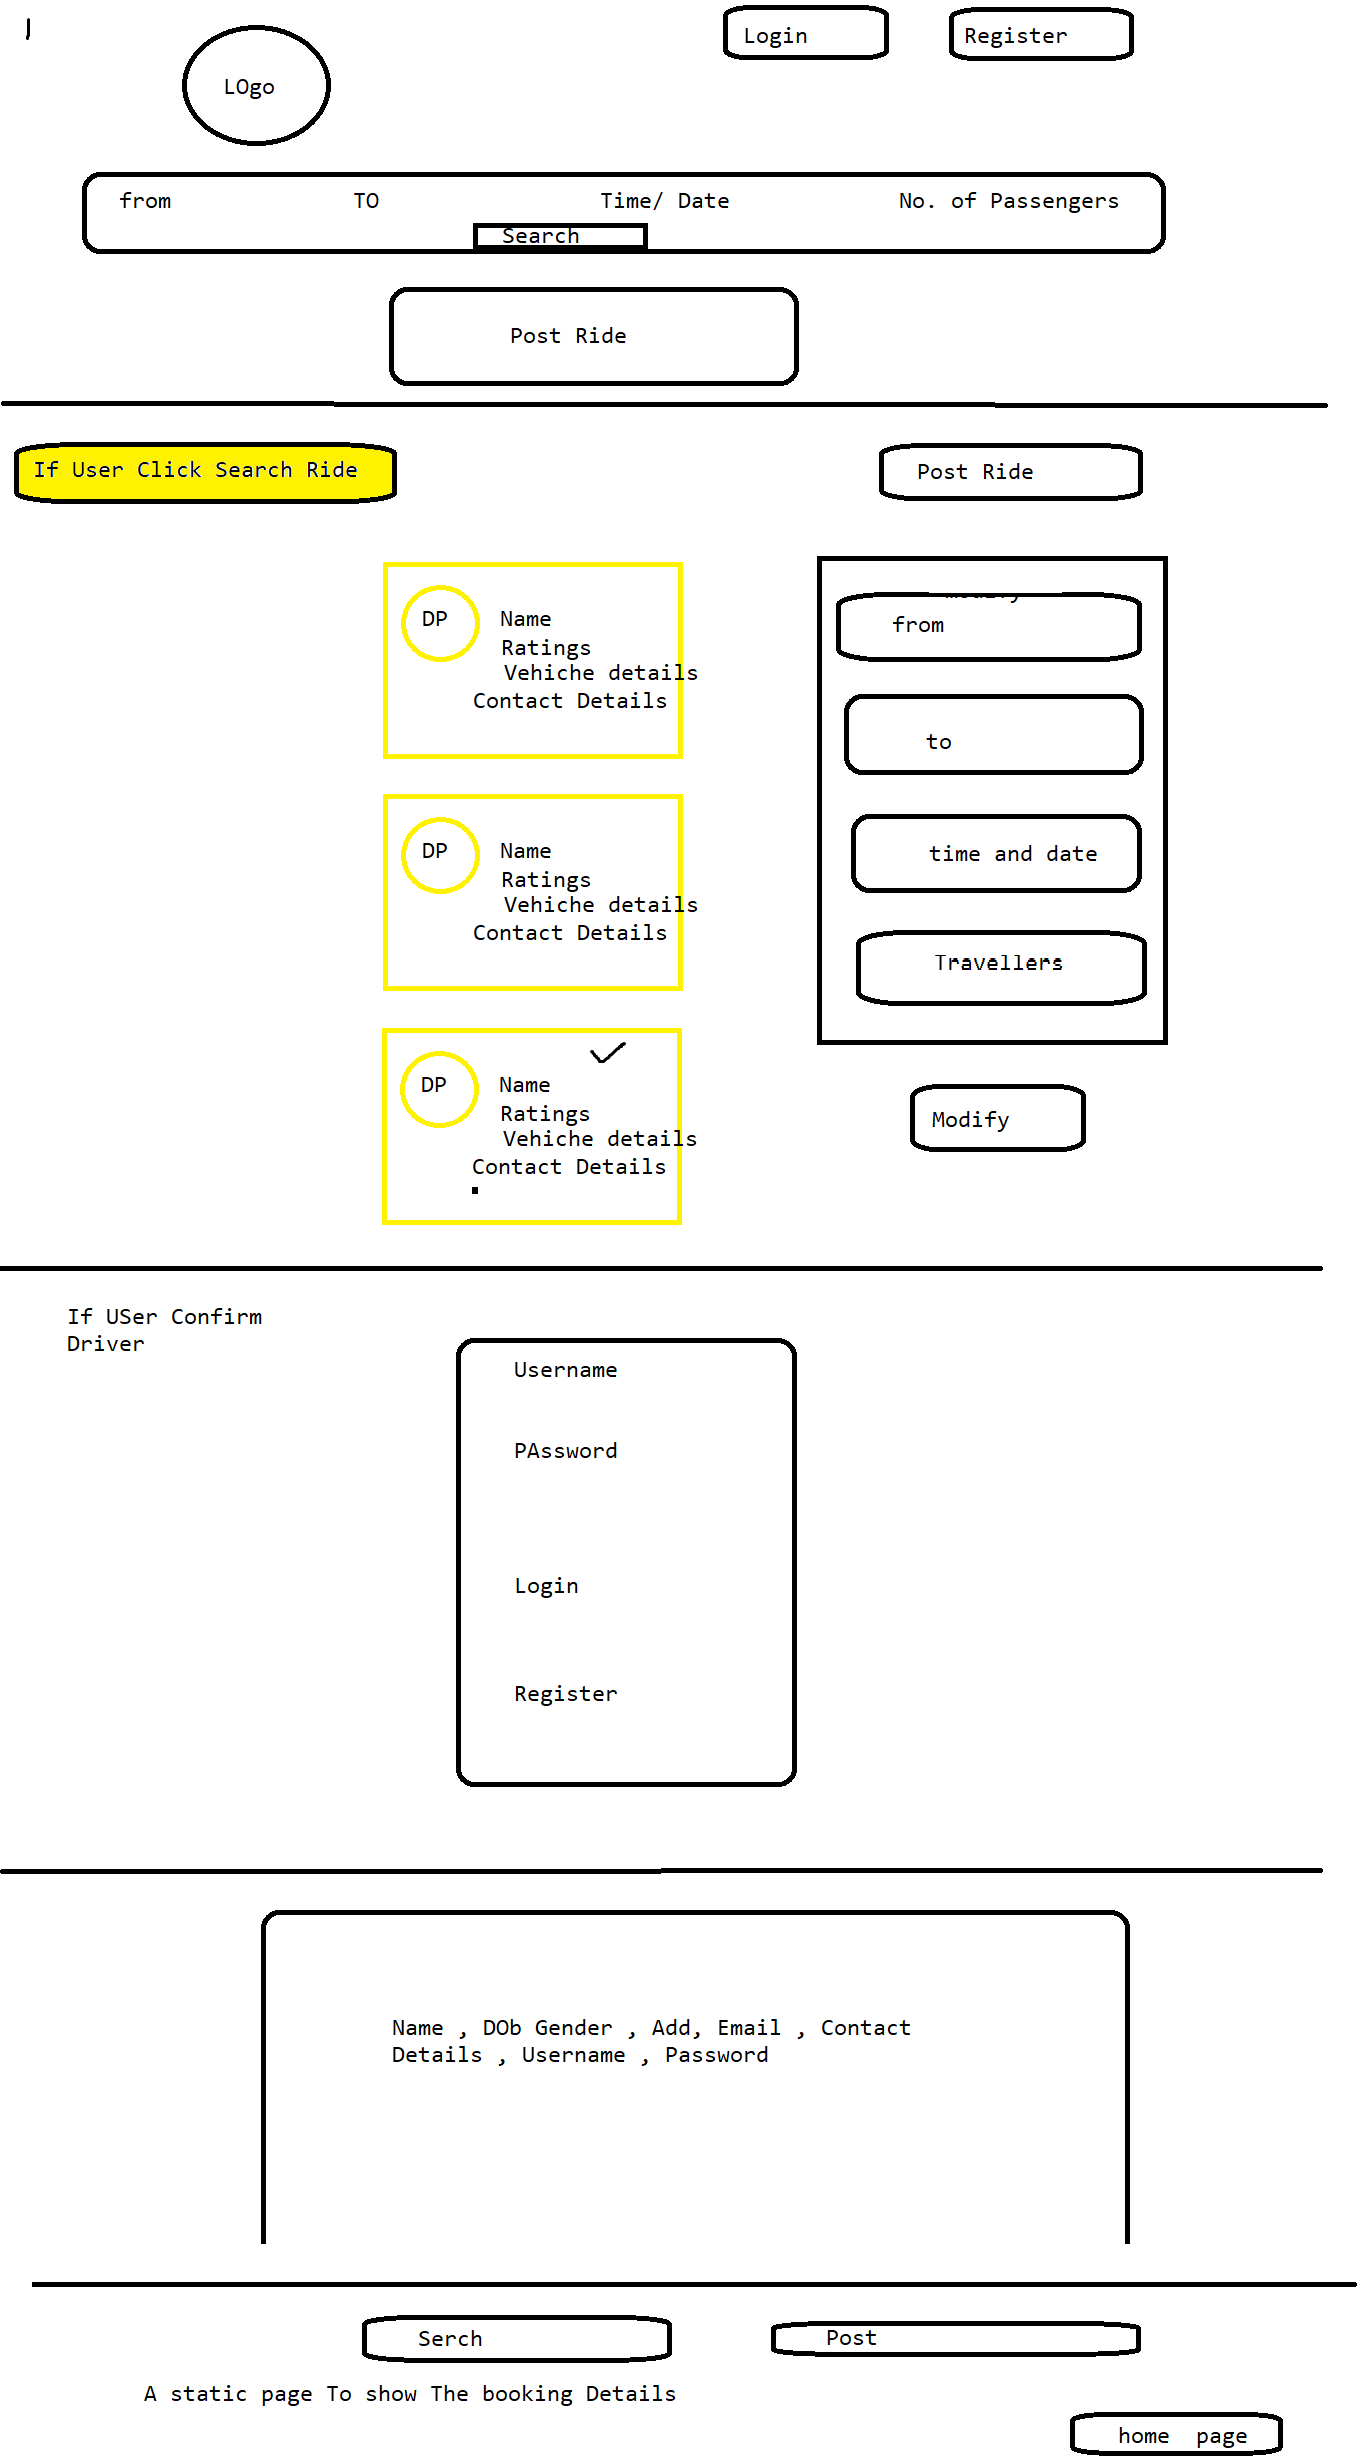 Login
Register
LOgo
from TO Time/ Date No. of Passengers
Search
Post Ride
If User Click Search Ride
Post Ride
DP Name
Ratings
Vehiche details
Contact Details
DP Name
Ratings
Vehiche details
Contact Details
DP Name
Ratings
Vehiche details
Contact Details
from
to
time and date
Travellers
Modify
If USer Confirm
Driver
Username
PAssword
Login
Register
Name , DOb Gender , Add, Email , Contact
Details , Username , Password
Serch
Post
A static page To show The booking Details
home page